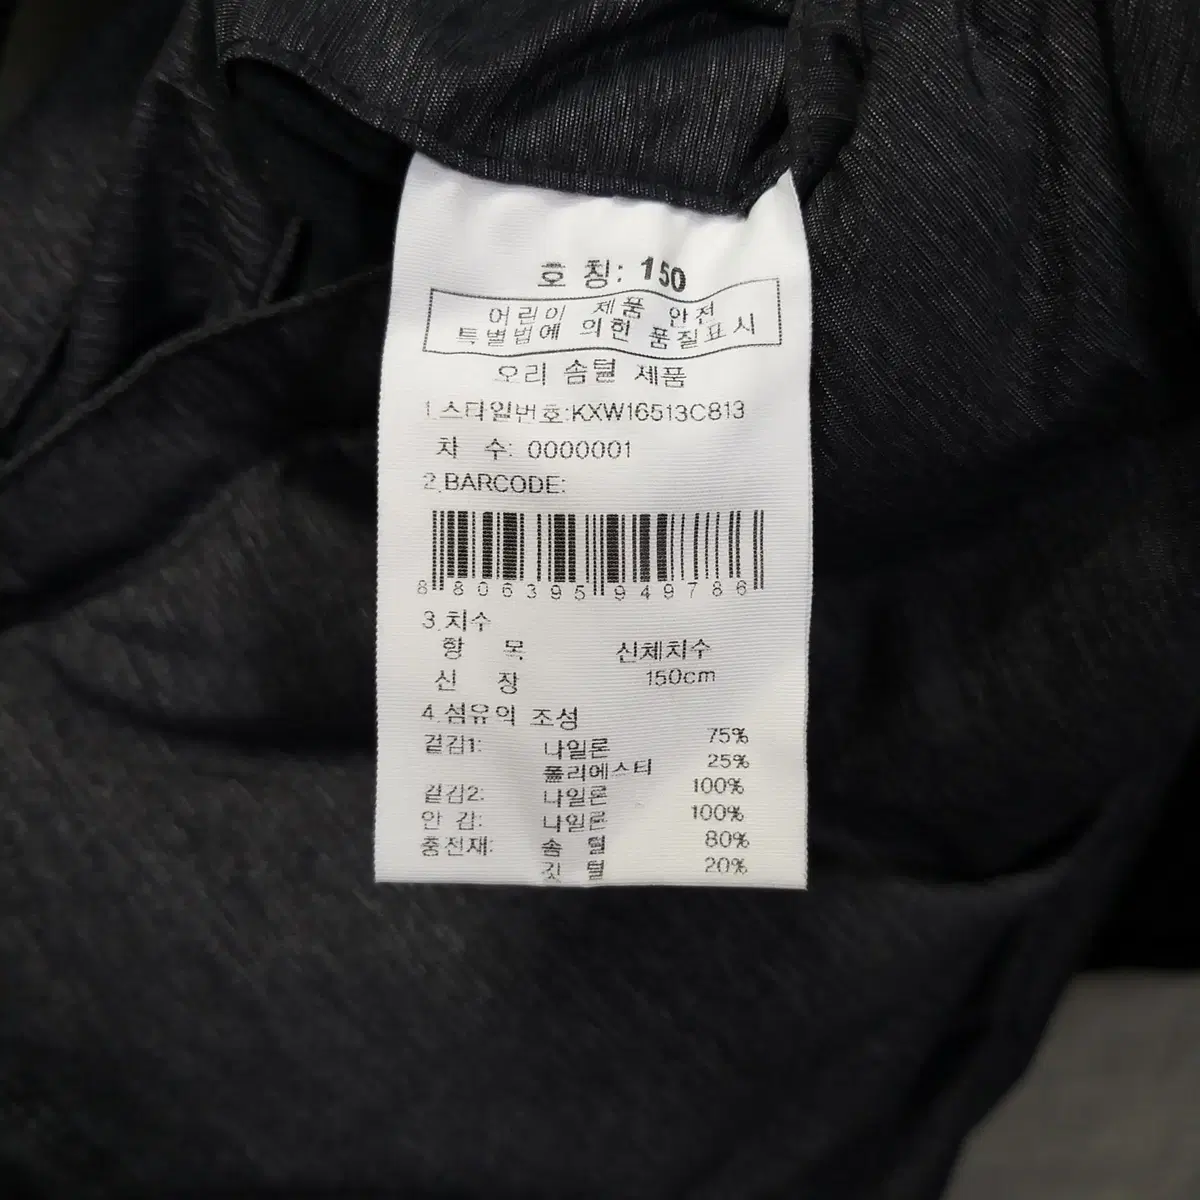 호 칭: 150
어린이 제품 안전
특별법에 의한 품질표시
오리 솜털 제품
1.스타일번호:KXW16513C813
차 수: 0000001
2.BARCODE:
8 806395 949786
3.치수
항 목 신체치수
신 장 150cm
4.섬유의 조성
겉감1: 나일론 75%
폴리에스터 25%
겉감2: 나일론 100%
안 감: 나일론 100%
충전재: 솜 털 80%
깃 털 20%